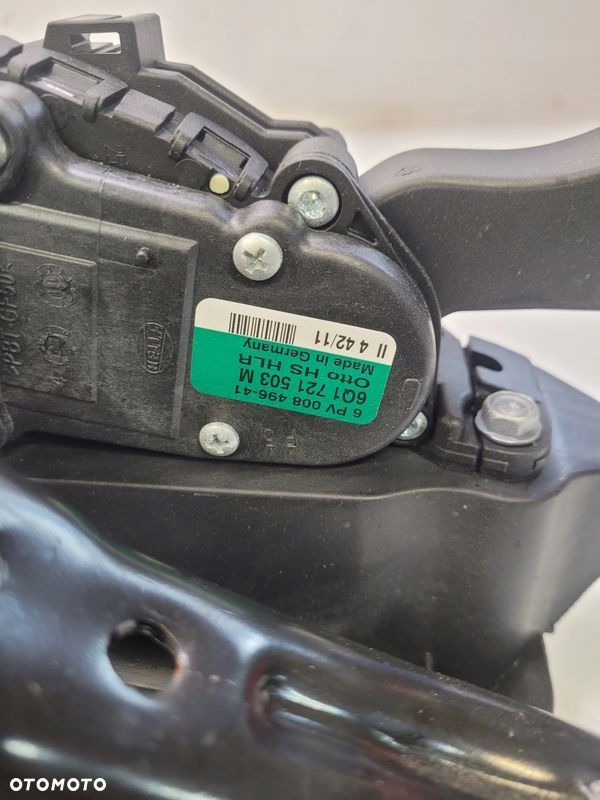 6 PV 008 496-41
6Q1 721 503 M
Otto HS HLR
Made in Germany
II 4 42/11
HELLA
OTOMOTO